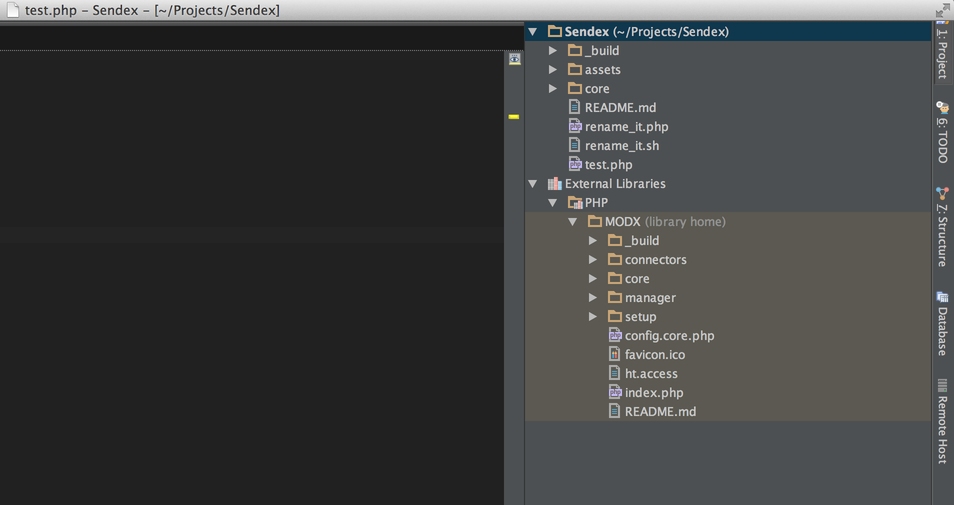 test.php – Sendex – [~/Projects/Sendex]
Sendex (~/Projects/Sendex)
_build
assets
core
README.md
rename_it.php
rename_it.sh
test.php
External Libraries
PHP
MODX (library home)
_build
connectors
core
manager
setup
config.core.php
favicon.ico
ht.access
index.php
README.md
1: Project
6: TODO
7: Structure
Database
Remote Host